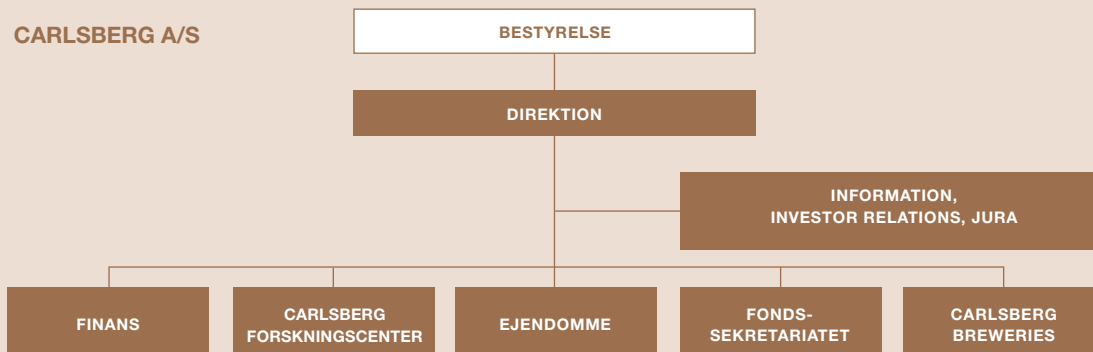 CARLSBERG A/S
BESTYRELSE
DIREKTION
INFORMATION,
INVESTOR RELATIONS, JURA
FINANS
CARLSBERG
FORSKNINGSCENTER
EJENDOMME
FONDS-
SEKRETARIATET
CARLSBERG
BREWERIES